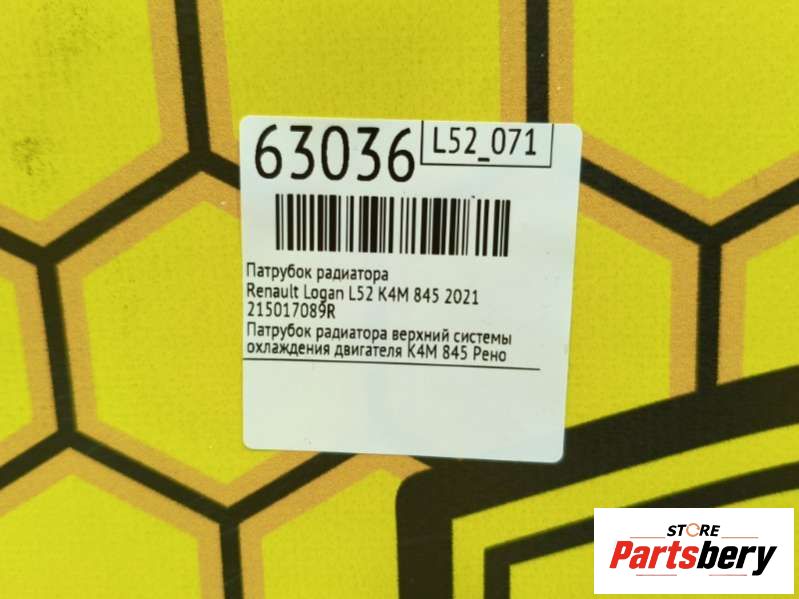 63036
L52_071
Патрубок радиатора
Renault Logan L52 K4M 845 2021
215017089R
Патрубок радиатора верхний системы
охлаждения двигателя K4M 845 Рено
STORE
Partsbery